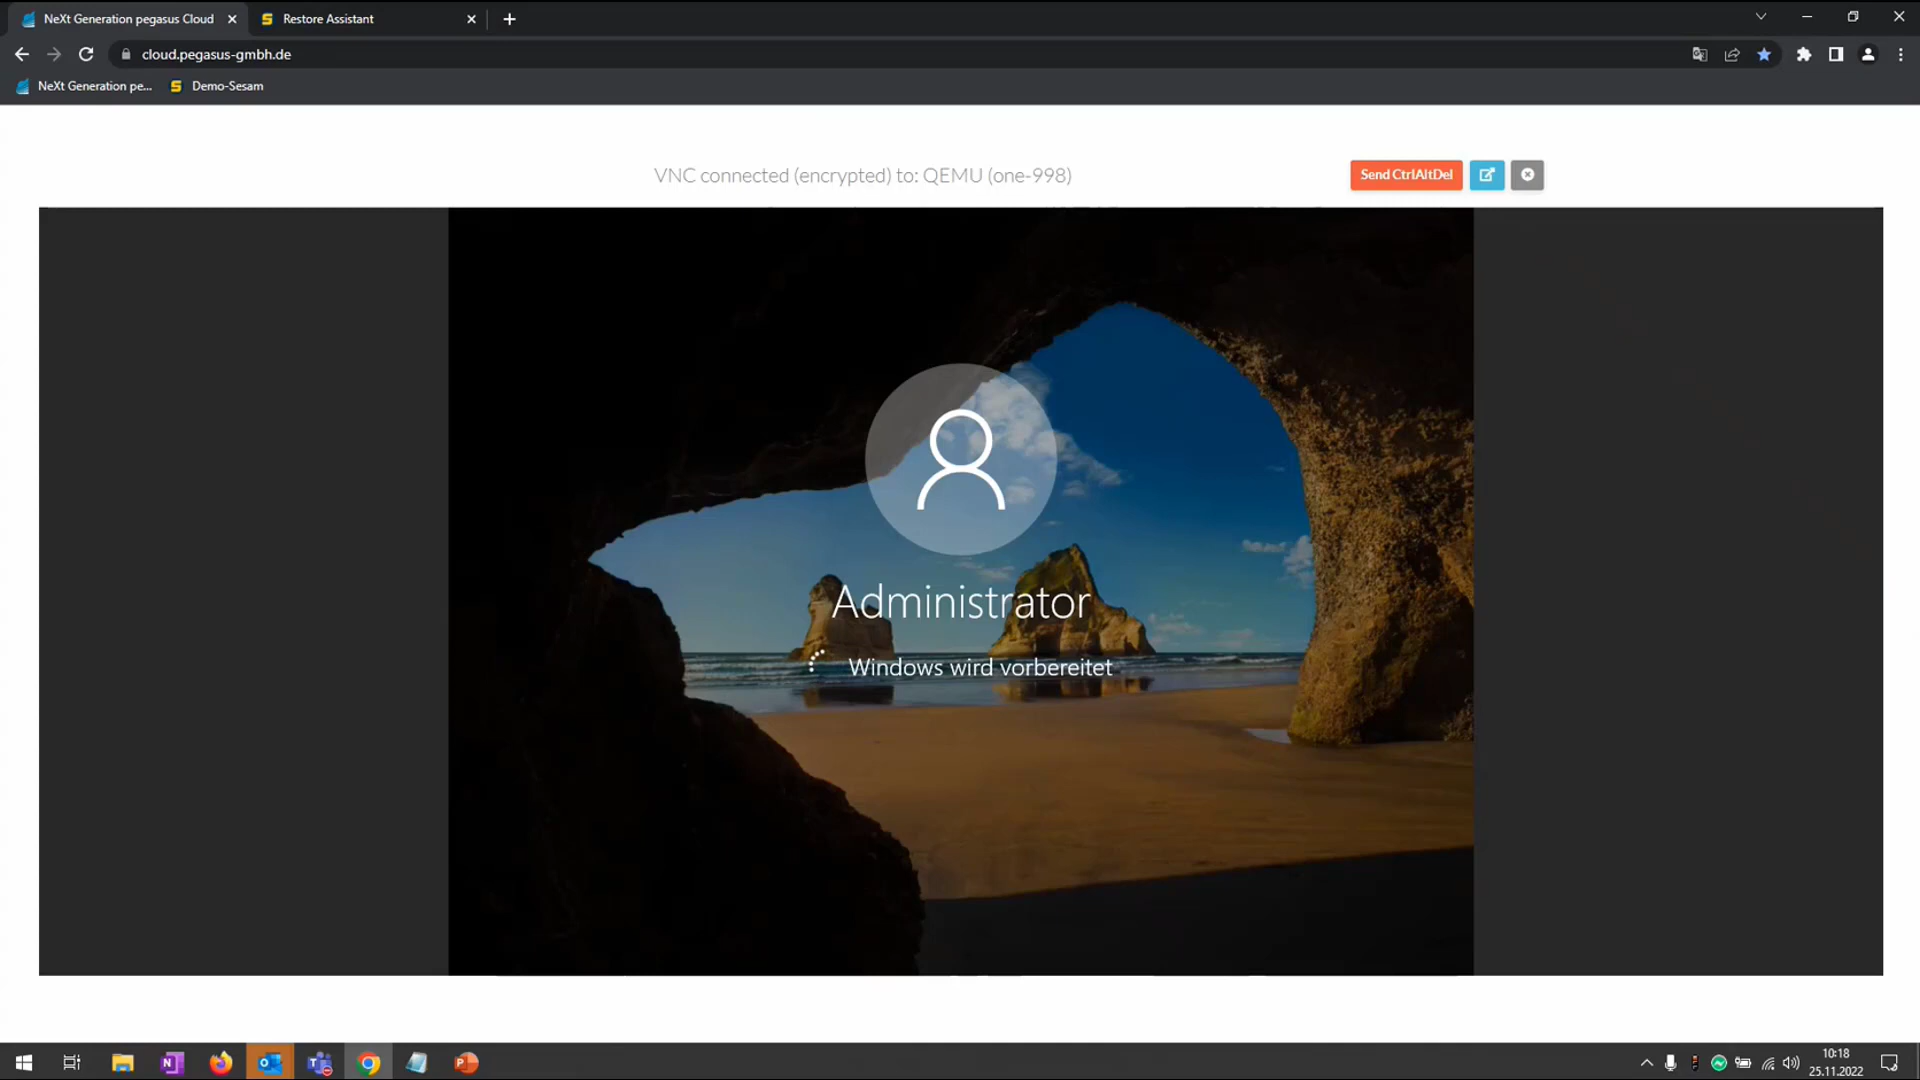 NeXt Generation pegasus Cloud
Restore Assistant
cloud.pegasus-gmbh.de
NeXt Generation pe...
Demo-Sesam
VNC connected (encrypted) to: QEMU (one-998)
Send CtrlAltDel
Administrator
Windows wird vorbereitet
10:18
25.11.2022